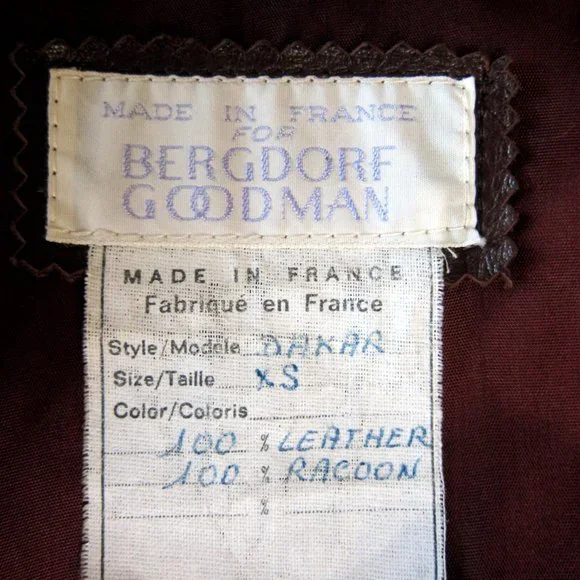 MADE IN FRANCE
FOR
BERGDORF
GOODMAN
MADE IN FRANCE
Fabriqué en France
Style/Modèle DAKAR
Size/Taille XS
Color/Coloris
100 % LEATHER
100 % RACOON
%